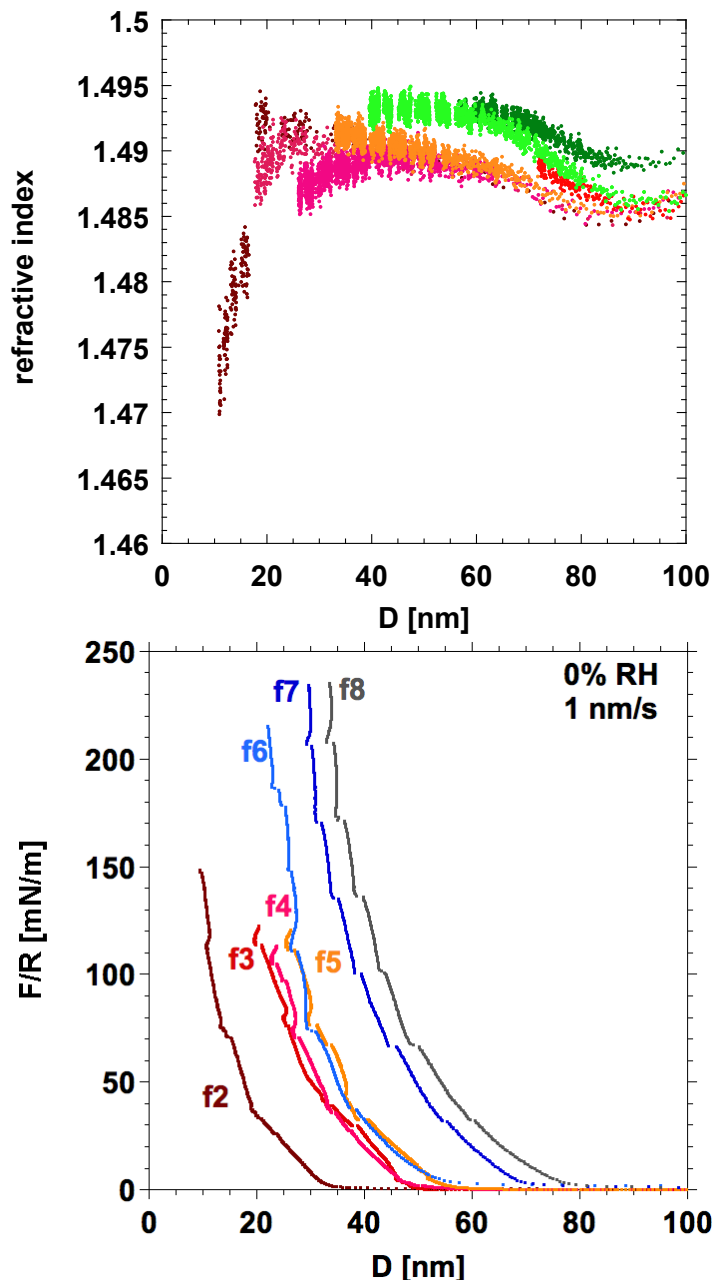 1.5
1.495
1.49
1.485
1.48
1.475
1.47
1.465
1.46
refractive index
0 20 40 60 80 100
D [nm]
250
200
150
100
50
0
F/R [mN/m]
0% RH
1 nm/s
f7 f8
f6
f4
f3 f5
f2
0 20 40 60 80 100
D [nm]